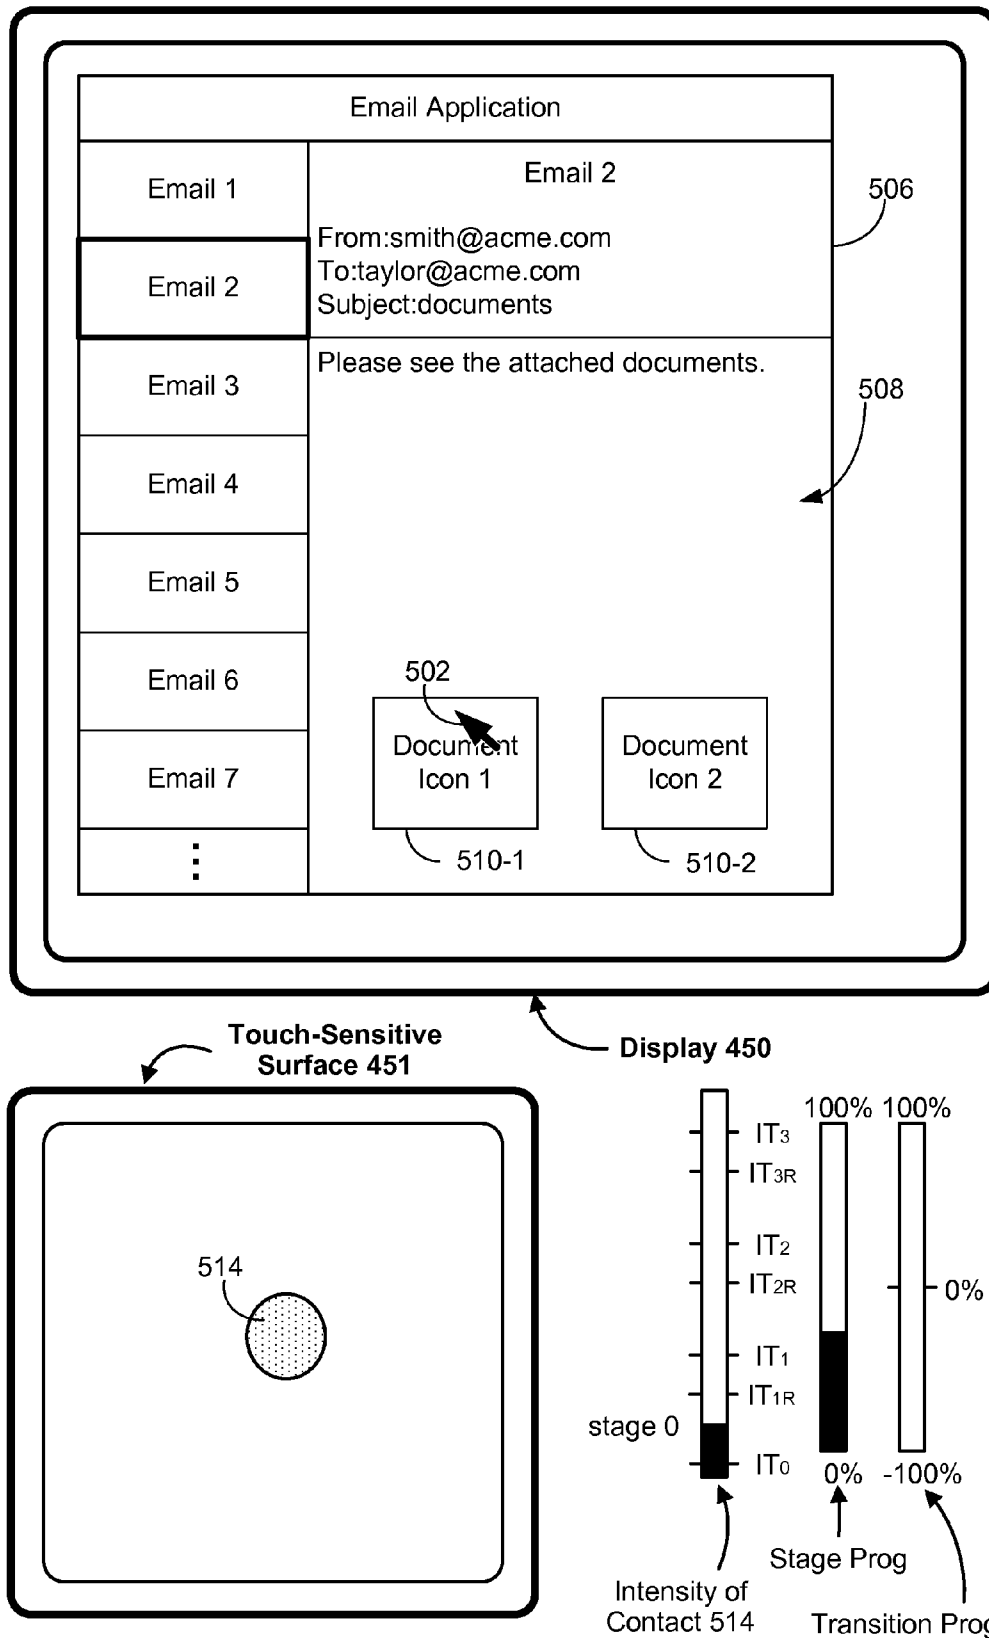 Email Application
Email 1
Email 2
Email 3
Email 4
Email 5
Email 6
Email 7
Email 2
From:smith@acme.com
To:taylor@acme.com
Subject:documents
Please see the attached documents.
506
508
502
Document
Icon 1
Document
Icon 2
510-1
510-2
Touch-Sensitive
Surface 451
Display 450
514
IT3
IT3R
IT2
IT2R
IT1
IT1R
stage 0
IT0
100%
100%
0%
0%
-100%
Stage Prog
Intensity of
Contact 514
Transition Prog